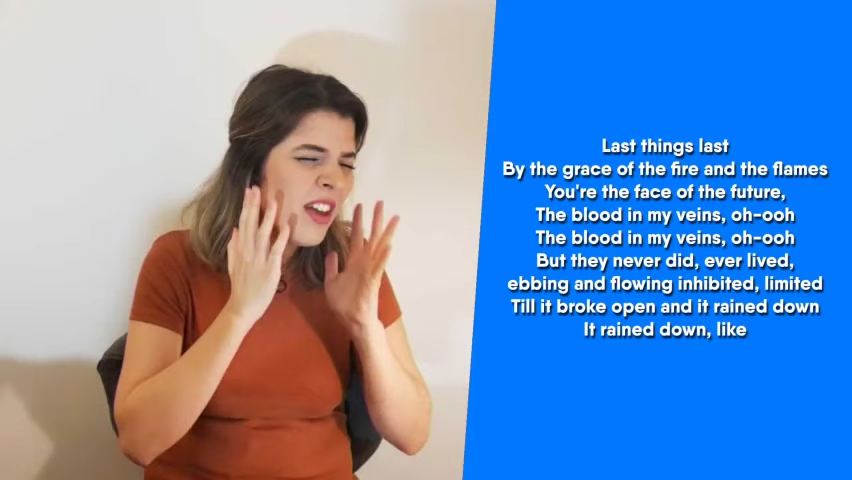 Last things last
By the grace of the fire and the flames
You're the face of the future,
The blood in my veins, oh-ooh
The blood in my veins, oh-ooh
But they never did, ever lived,
ebbing and flowing inhibited, limited
Till it broke open and it rained down
It rained down, like